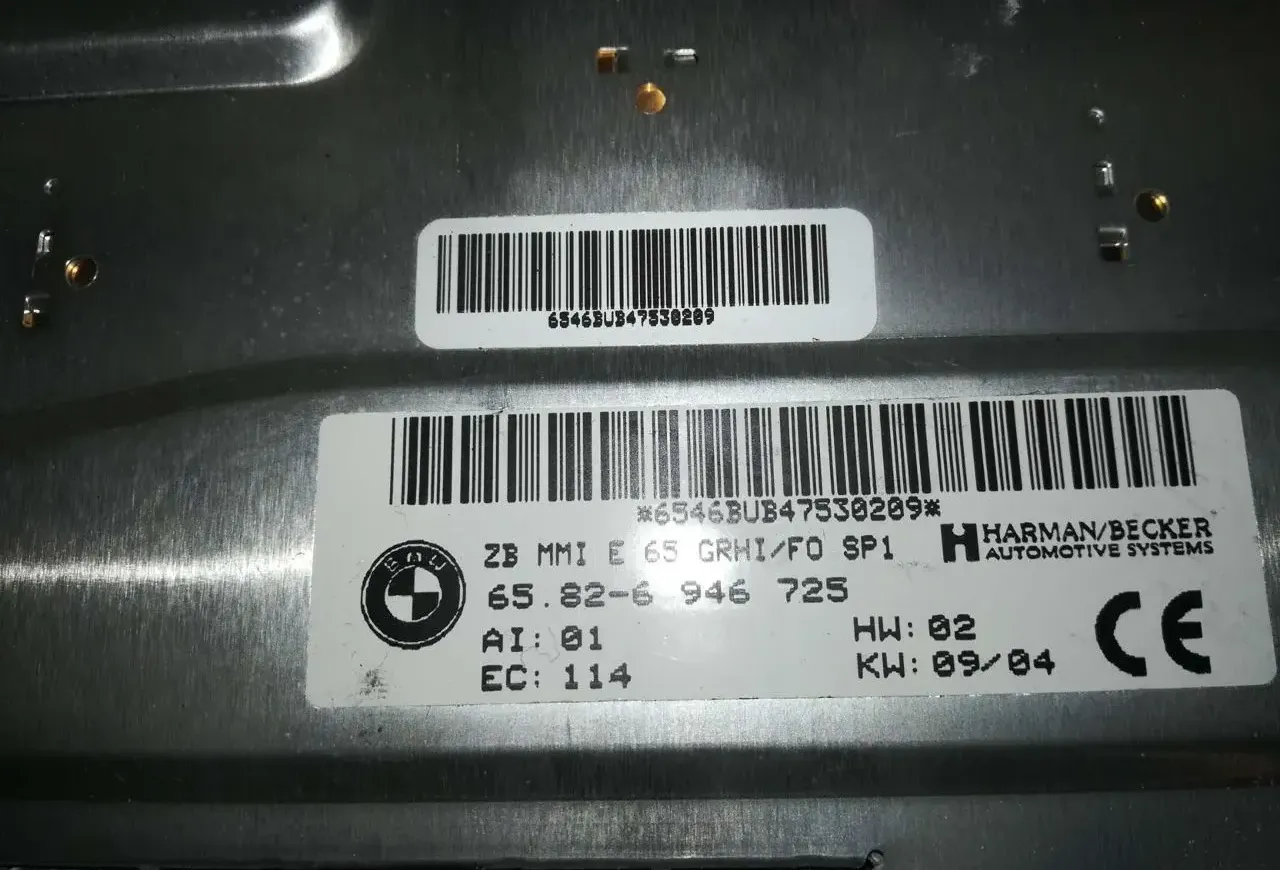 6546BUB47530209
*6546BUB47530209*
HARMAN/BECKER
AUTOMOTIVE SYSTEMS
BMW
ZB MMI E 65 GRHI/FO SP1
65.82-6 946 725
AI: 01
HW: 02
EC: 114
KW: 09/04
CE